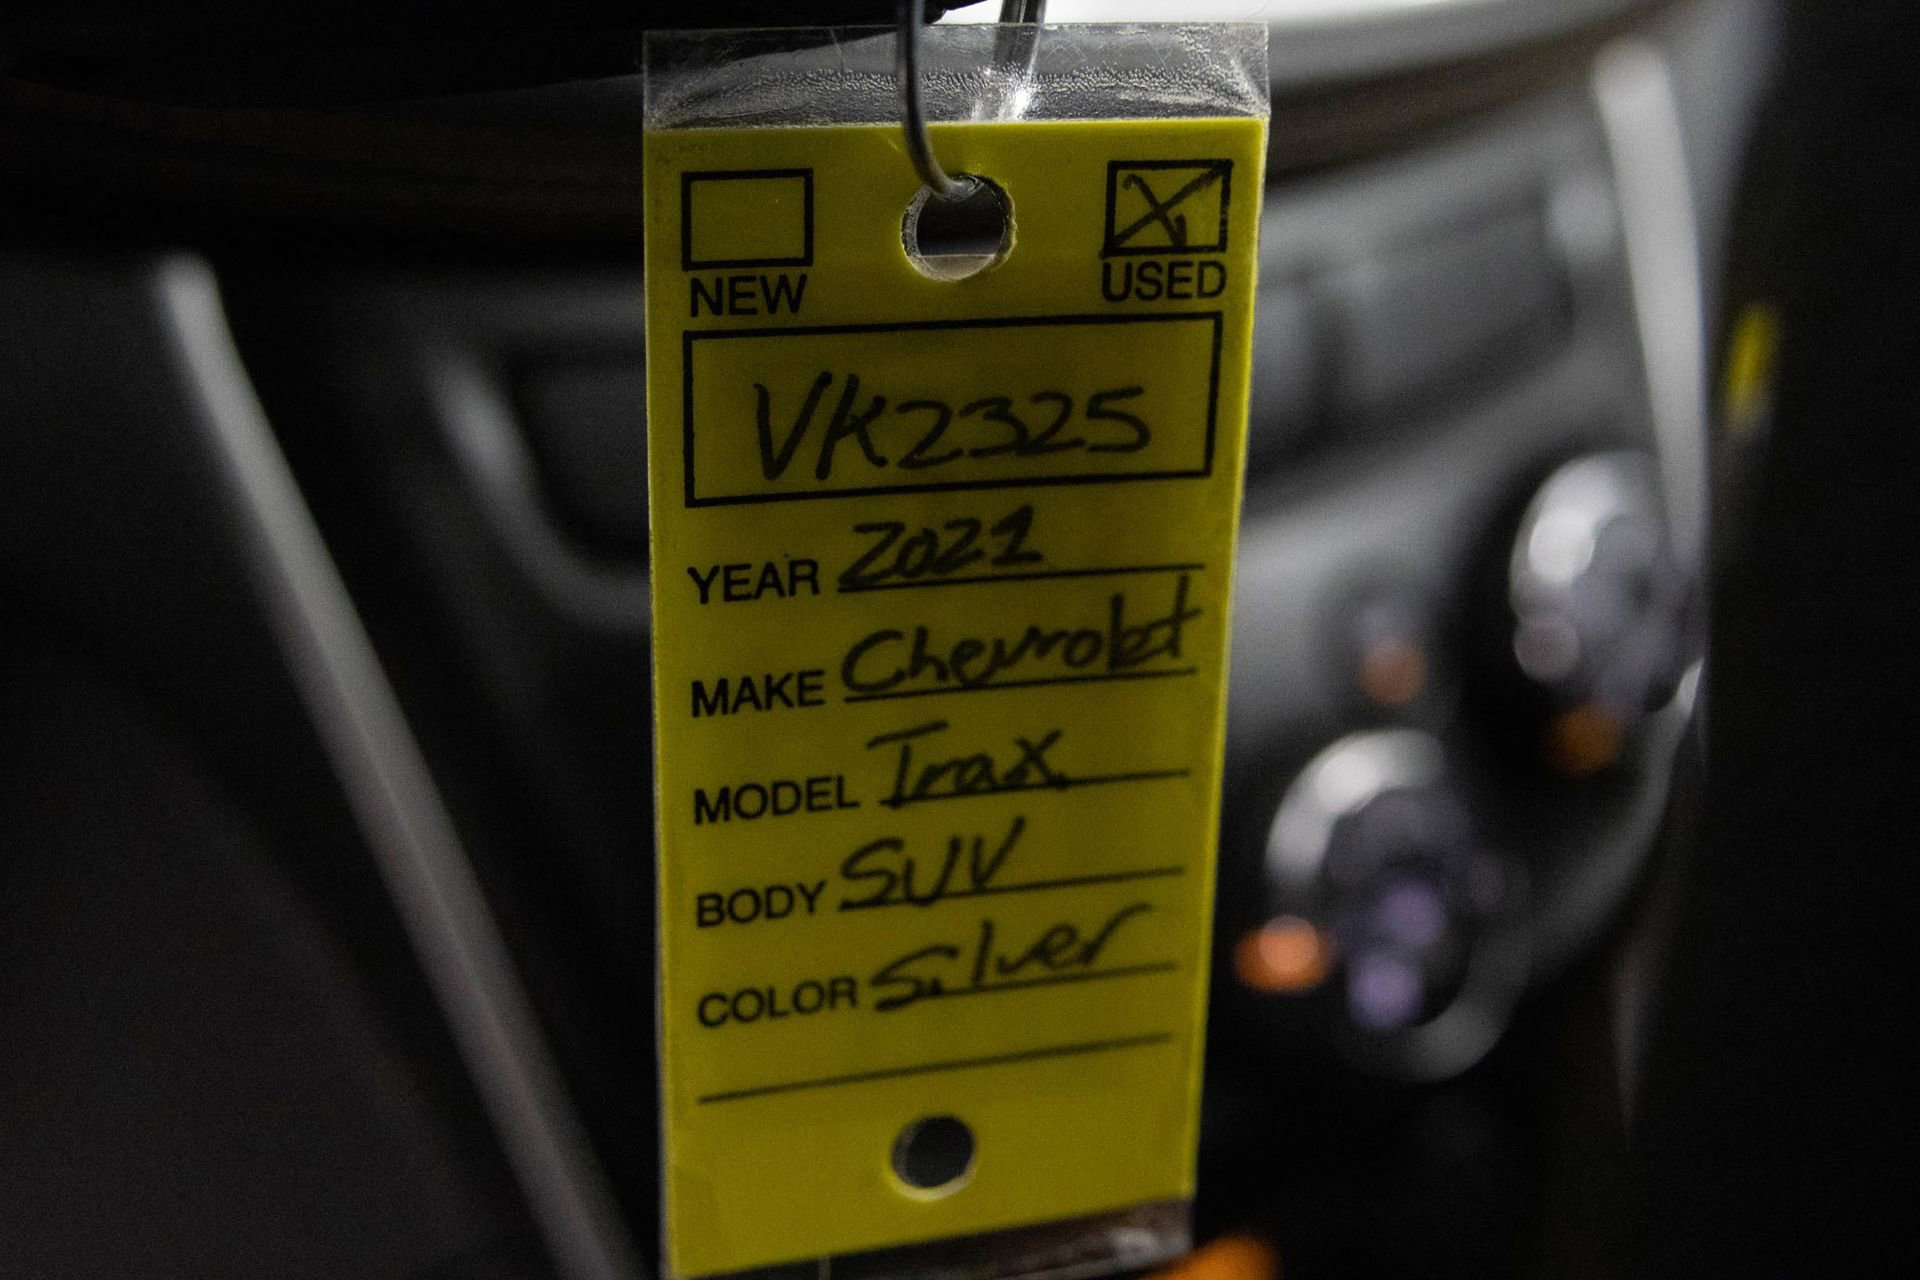 NEW USED
VK2325
YEAR 2021
MAKE Chevrolet
MODEL Trax
BODY SUV
COLOR Silver